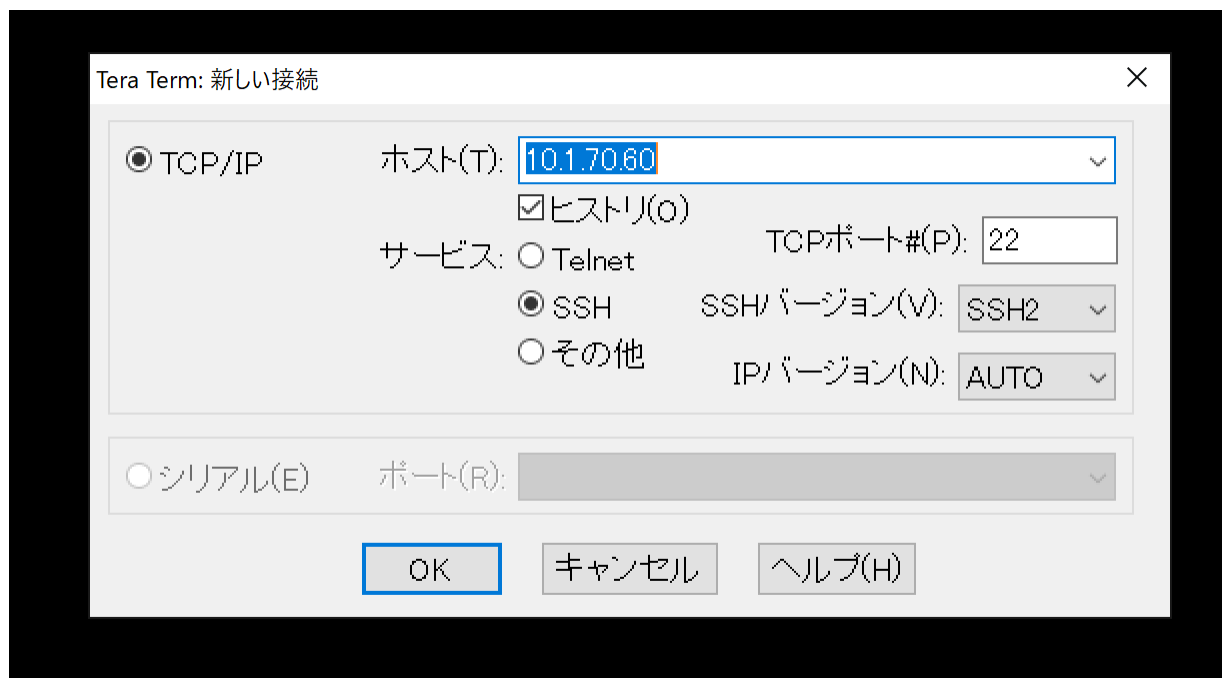 Tera Term: 新しい接続
TCP/IP
ホスト(T): 10.1.70.60
ヒストリ(O)
サービス: Telnet
TCPポート#(P): 22
SSH
SSHバージョン(V): SSH2
その他
IPバージョン(N): AUTO
シリアル(E)
ポート(R):
OK
キャンセル
ヘルプ(H)